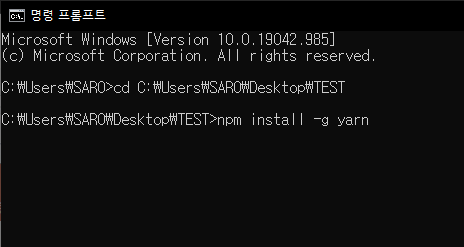 명령 프롬프트
Microsoft Windows [Version 10.0.19042.985]
(c) Microsoft Corporation. All rights reserved.
C:₩Users₩SARO>cd C:₩Users₩SARO₩Desktop₩TEST
C:₩Users₩SARO₩Desktop₩TEST>npm install -g yarn